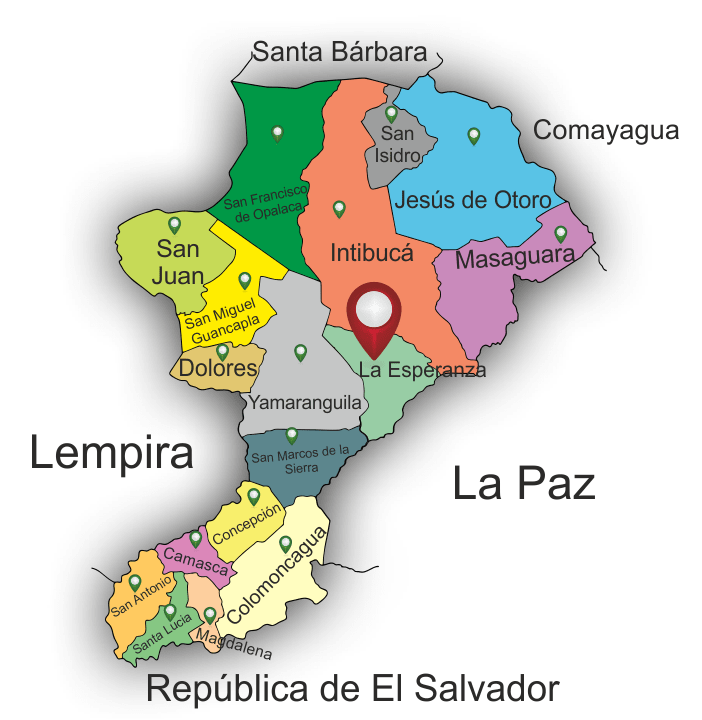 Santa Bárbara
Comayagua
San
Isidro
Jesús de Otoro
San Francisco
de Opalaca
Intibucá
Masaguara
San
Juan
San Miguel
Guancapla
Dolores
La Esperanza
Yamaranguila
Lempira
San Marcos de la
Sierra
La Paz
Concepción
Camasca
Colomoncagua
San Antonio
Santa Lucia
Magdalena
República de El Salvador